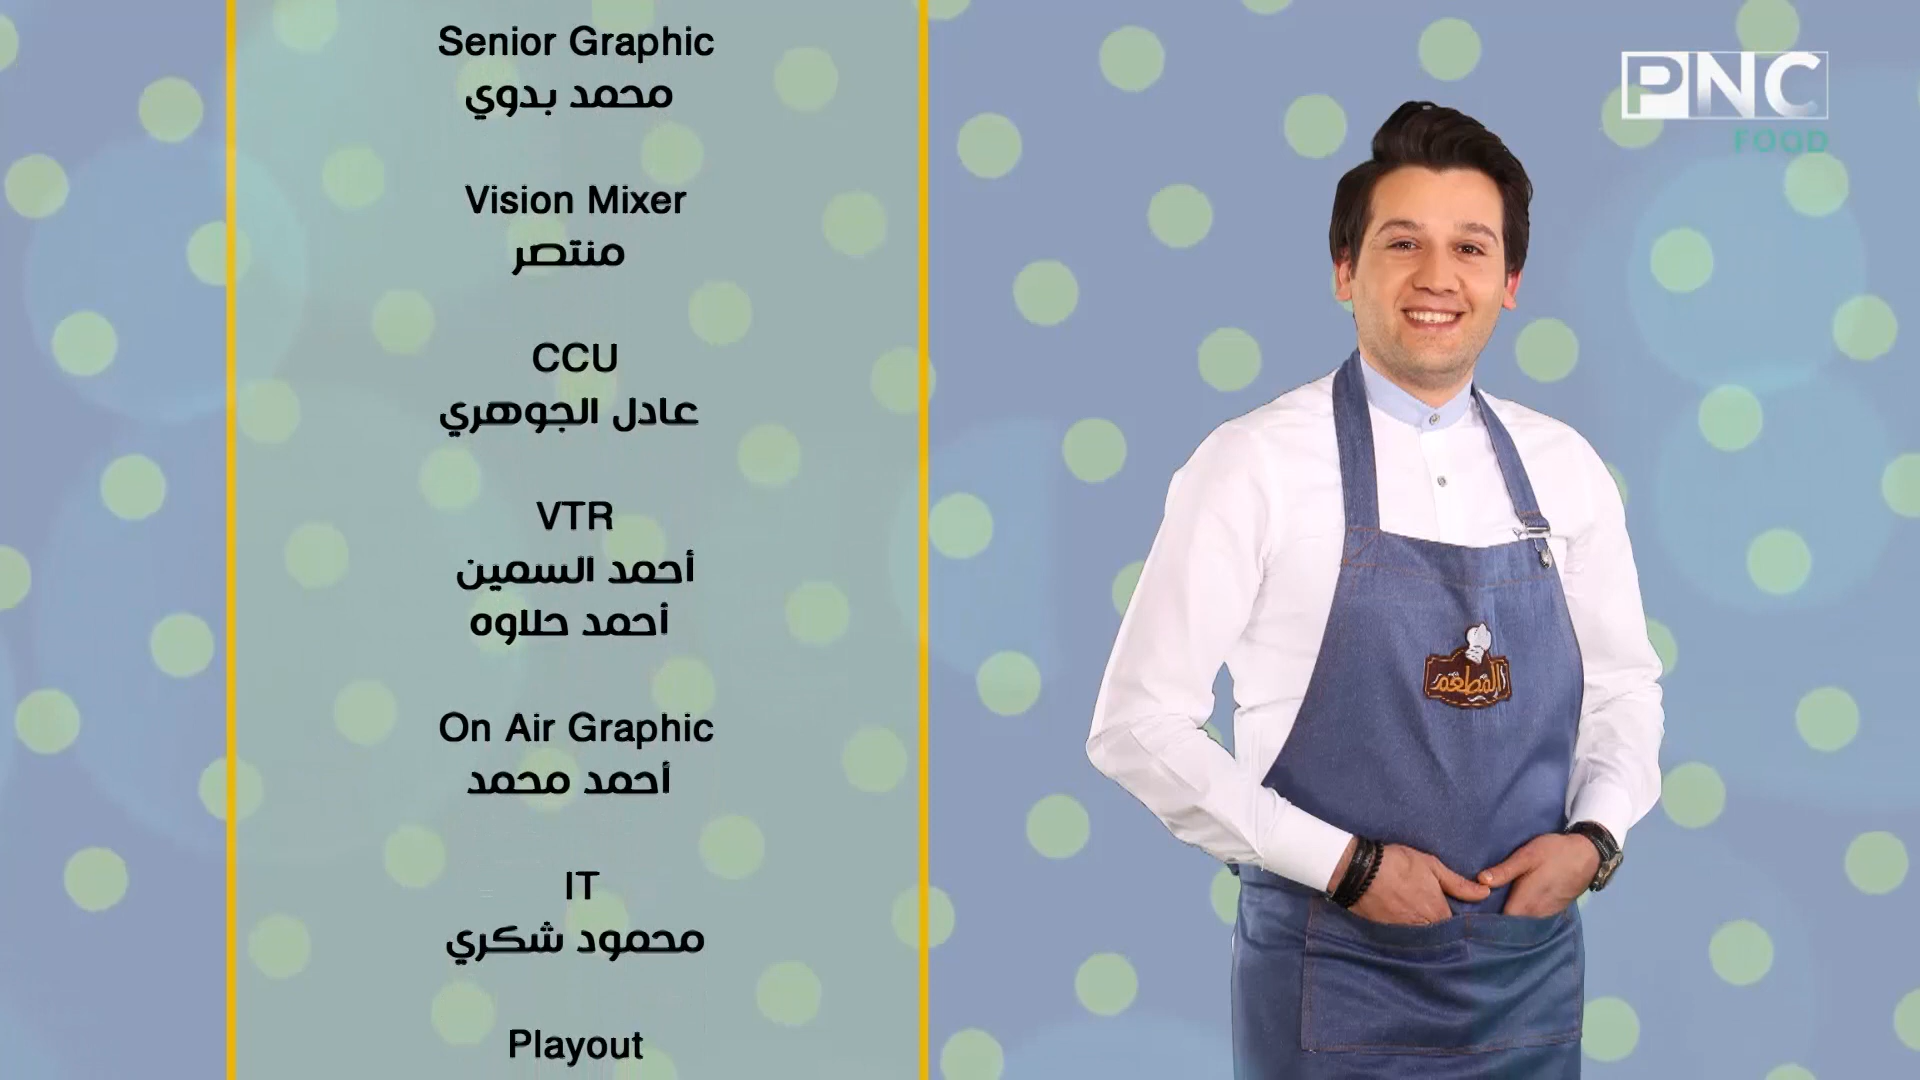 Senior Graphic
محمد بدوي
Vision Mixer
منتصر
CCU
عادل الجوهري
VTR
أحمد السمين
أحمد حلاوه
On Air Graphic
أحمد محمد
IT
محمود شكري
Playout
PNC
FOOD
المطعم